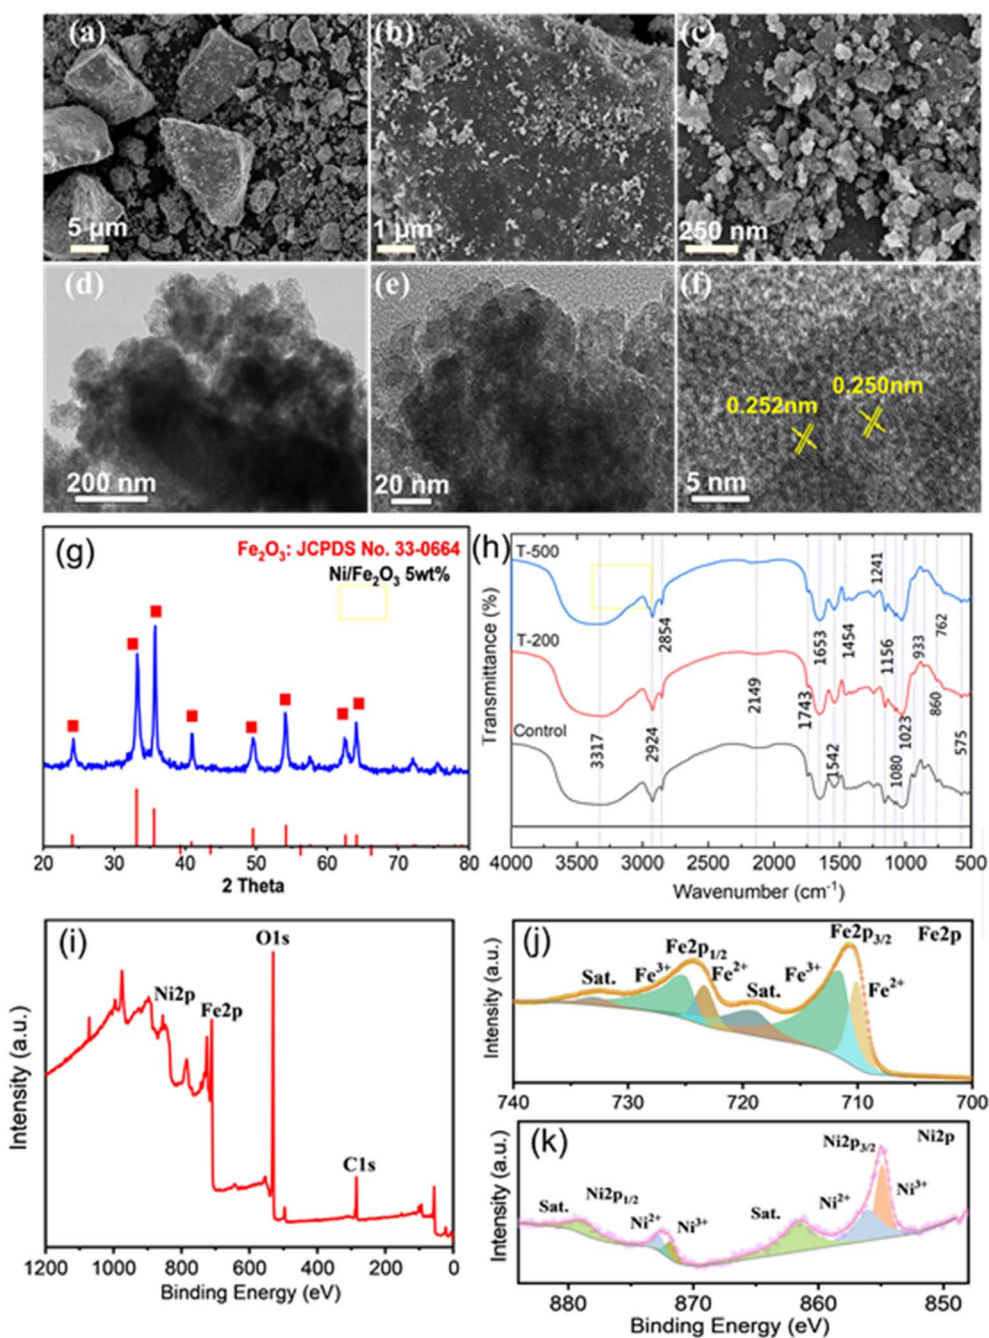 (a)
(b)
(c)
5 µm
1 µm
250 nm
(d)
(e)
(f)
0.252nm
0.250nm
200 nm
20 nm
5 nm
(g)
Fe₂O₃: JCPDS No. 33-0664
Ni/Fe₂O₃ 5wt%
20 30 40 50 60 70 80
2 Theta
(h)
T-500
T-200
Control
Transmittance (%)
3317
2924
2854
2149
1743
1653
1542
1454
1241
1156
1080
1023
933
860
762
575
4000 3500 3000 2500 2000 1500 1000 500
Wavenumber (cm⁻¹)
(i)
O1s
Ni2p
Fe2p
C1s
Intensity (a.u.)
1200 1000 800 600 400 200 0
Binding Energy (eV)
(j)
Fe2p₃/₂
Fe2p
Fe2p₁/₂
Sat.
Fe³⁺
Fe²⁺
Sat.
Fe³⁺
Fe²⁺
Intensity (a.u.)
740 730 720 710 700
(k)
Ni2p₃/₂
Ni2p
Ni2p₁/₂
Sat.
Ni²⁺
Ni³⁺
Sat.
Ni²⁺
Ni³⁺
Intensity (a.u.)
880 870 860 850
Binding Energy (eV)